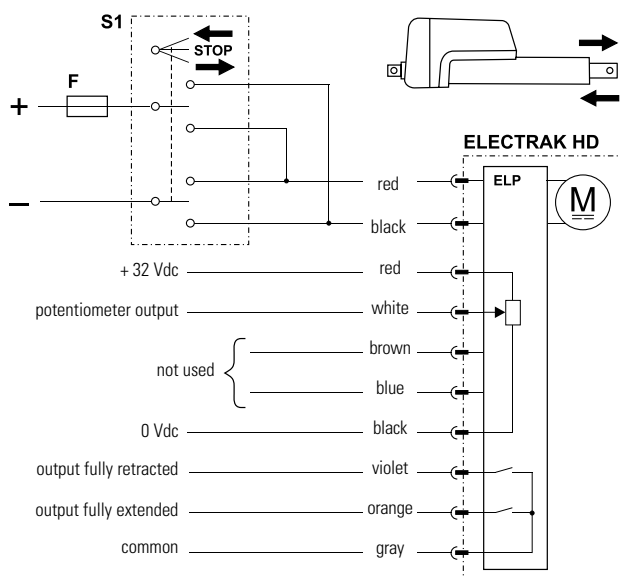 S1
STOP
F
+
–
ELECTRAK HD
ELP
M
red
black
+ 32 Vdc red
potentiometer output white
not used
brown
blue
0 Vdc black
output fully retracted violet
output fully extended orange
common gray